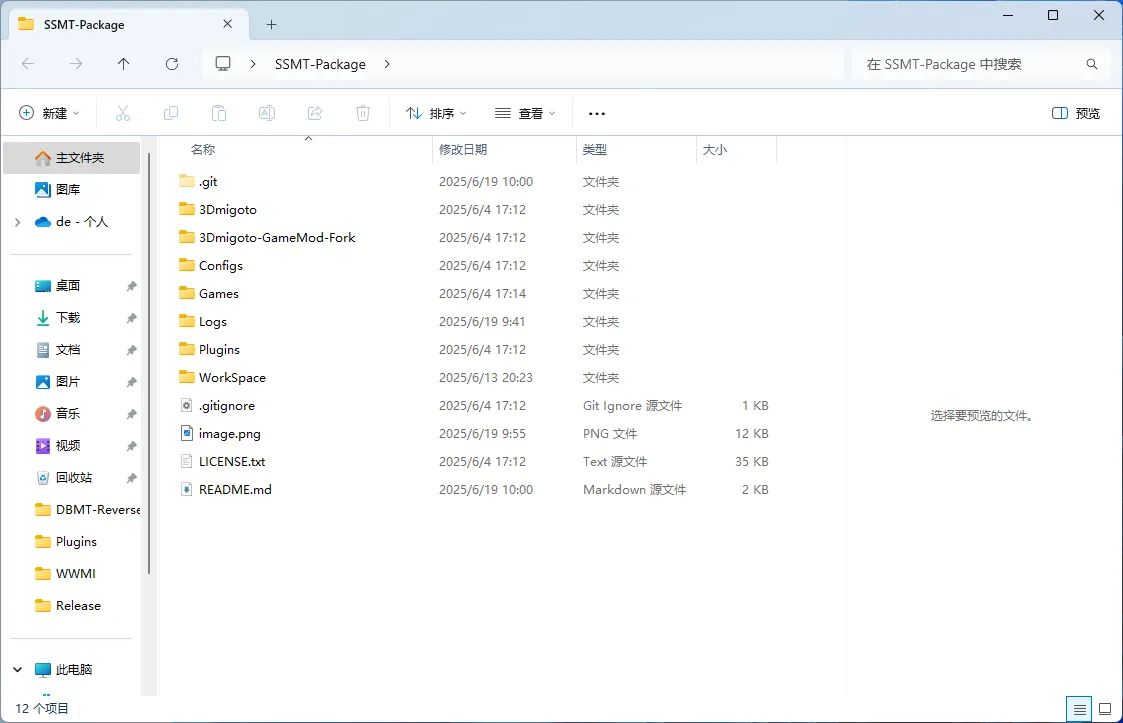 SSMT-Package
SSMT-Package
在 SSMT-Package 中搜索
新建
排序
查看
预览
主文件夹
图库
de - 个人
桌面
下载
文档
图片
音乐
视频
回收站
DBMT-Reverse
Plugins
WWMI
Release
此电脑
名称 修改日期 类型 大小
.git 2025/6/19 10:00 文件夹
3Dmigoto 2025/6/4 17:12 文件夹
3Dmigoto-GameMod-Fork 2025/6/4 17:12 文件夹
Configs 2025/6/4 17:12 文件夹
Games 2025/6/4 17:14 文件夹
Logs 2025/6/19 9:41 文件夹
Plugins 2025/6/4 17:12 文件夹
WorkSpace 2025/6/13 20:23 文件夹
.gitignore 2025/6/4 17:12 Git Ignore 源文件 1 KB
image.png 2025/6/19 9:55 PNG 文件 12 KB
LICENSE.txt 2025/6/4 17:12 Text 源文件 35 KB
README.md 2025/6/19 10:00 Markdown 源文件 2 KB
选择要预览的文件。
12 个项目